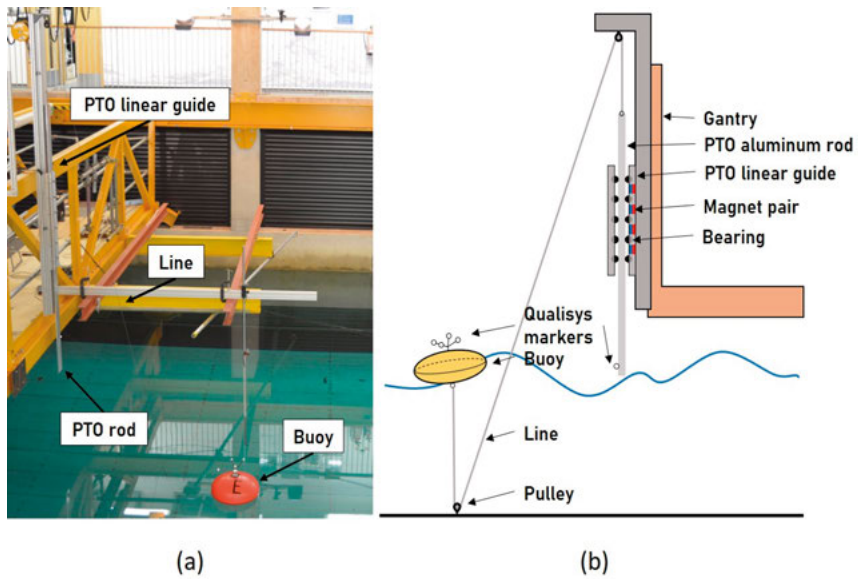 PTO linear guide
Line
PTO rod
Buoy
E
(a)
Gantry
PTO aluminum rod
PTO linear guide
Magnet pair
Bearing
Qualisys
markers
Buoy
Line
Pulley
(b)